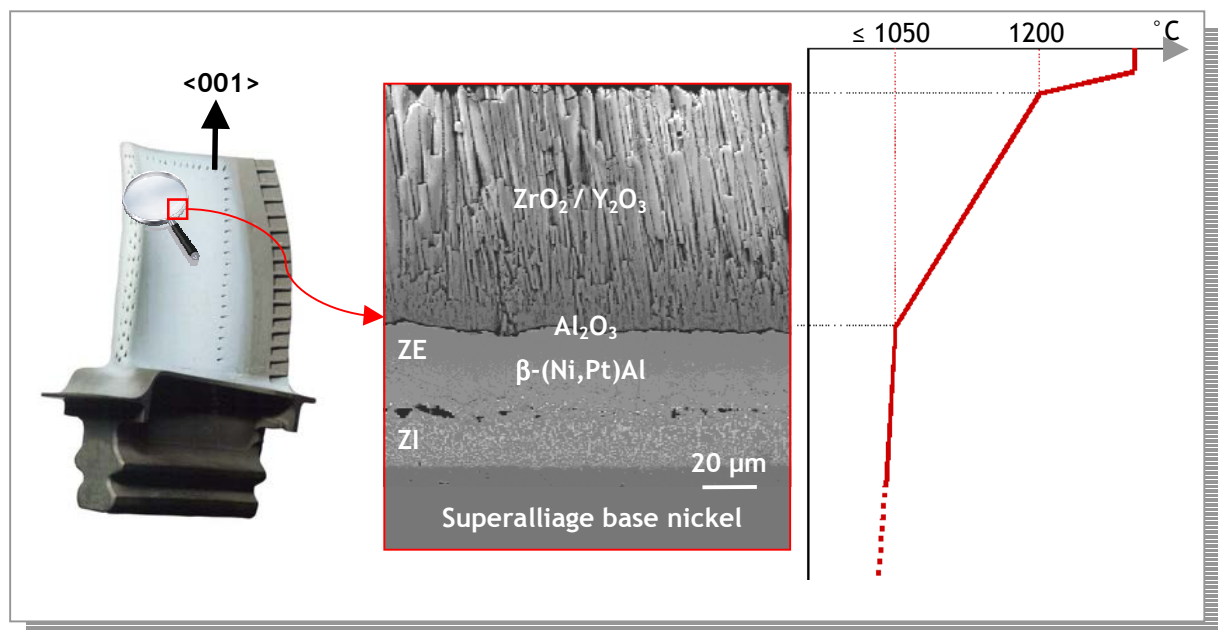 ≤ 1050 1200 °C
<001>
ZrO₂ / Y₂O₃
Al₂O₃
ZE
β-(Ni,Pt)Al
ZI
20 µm
Superalliage base nickel